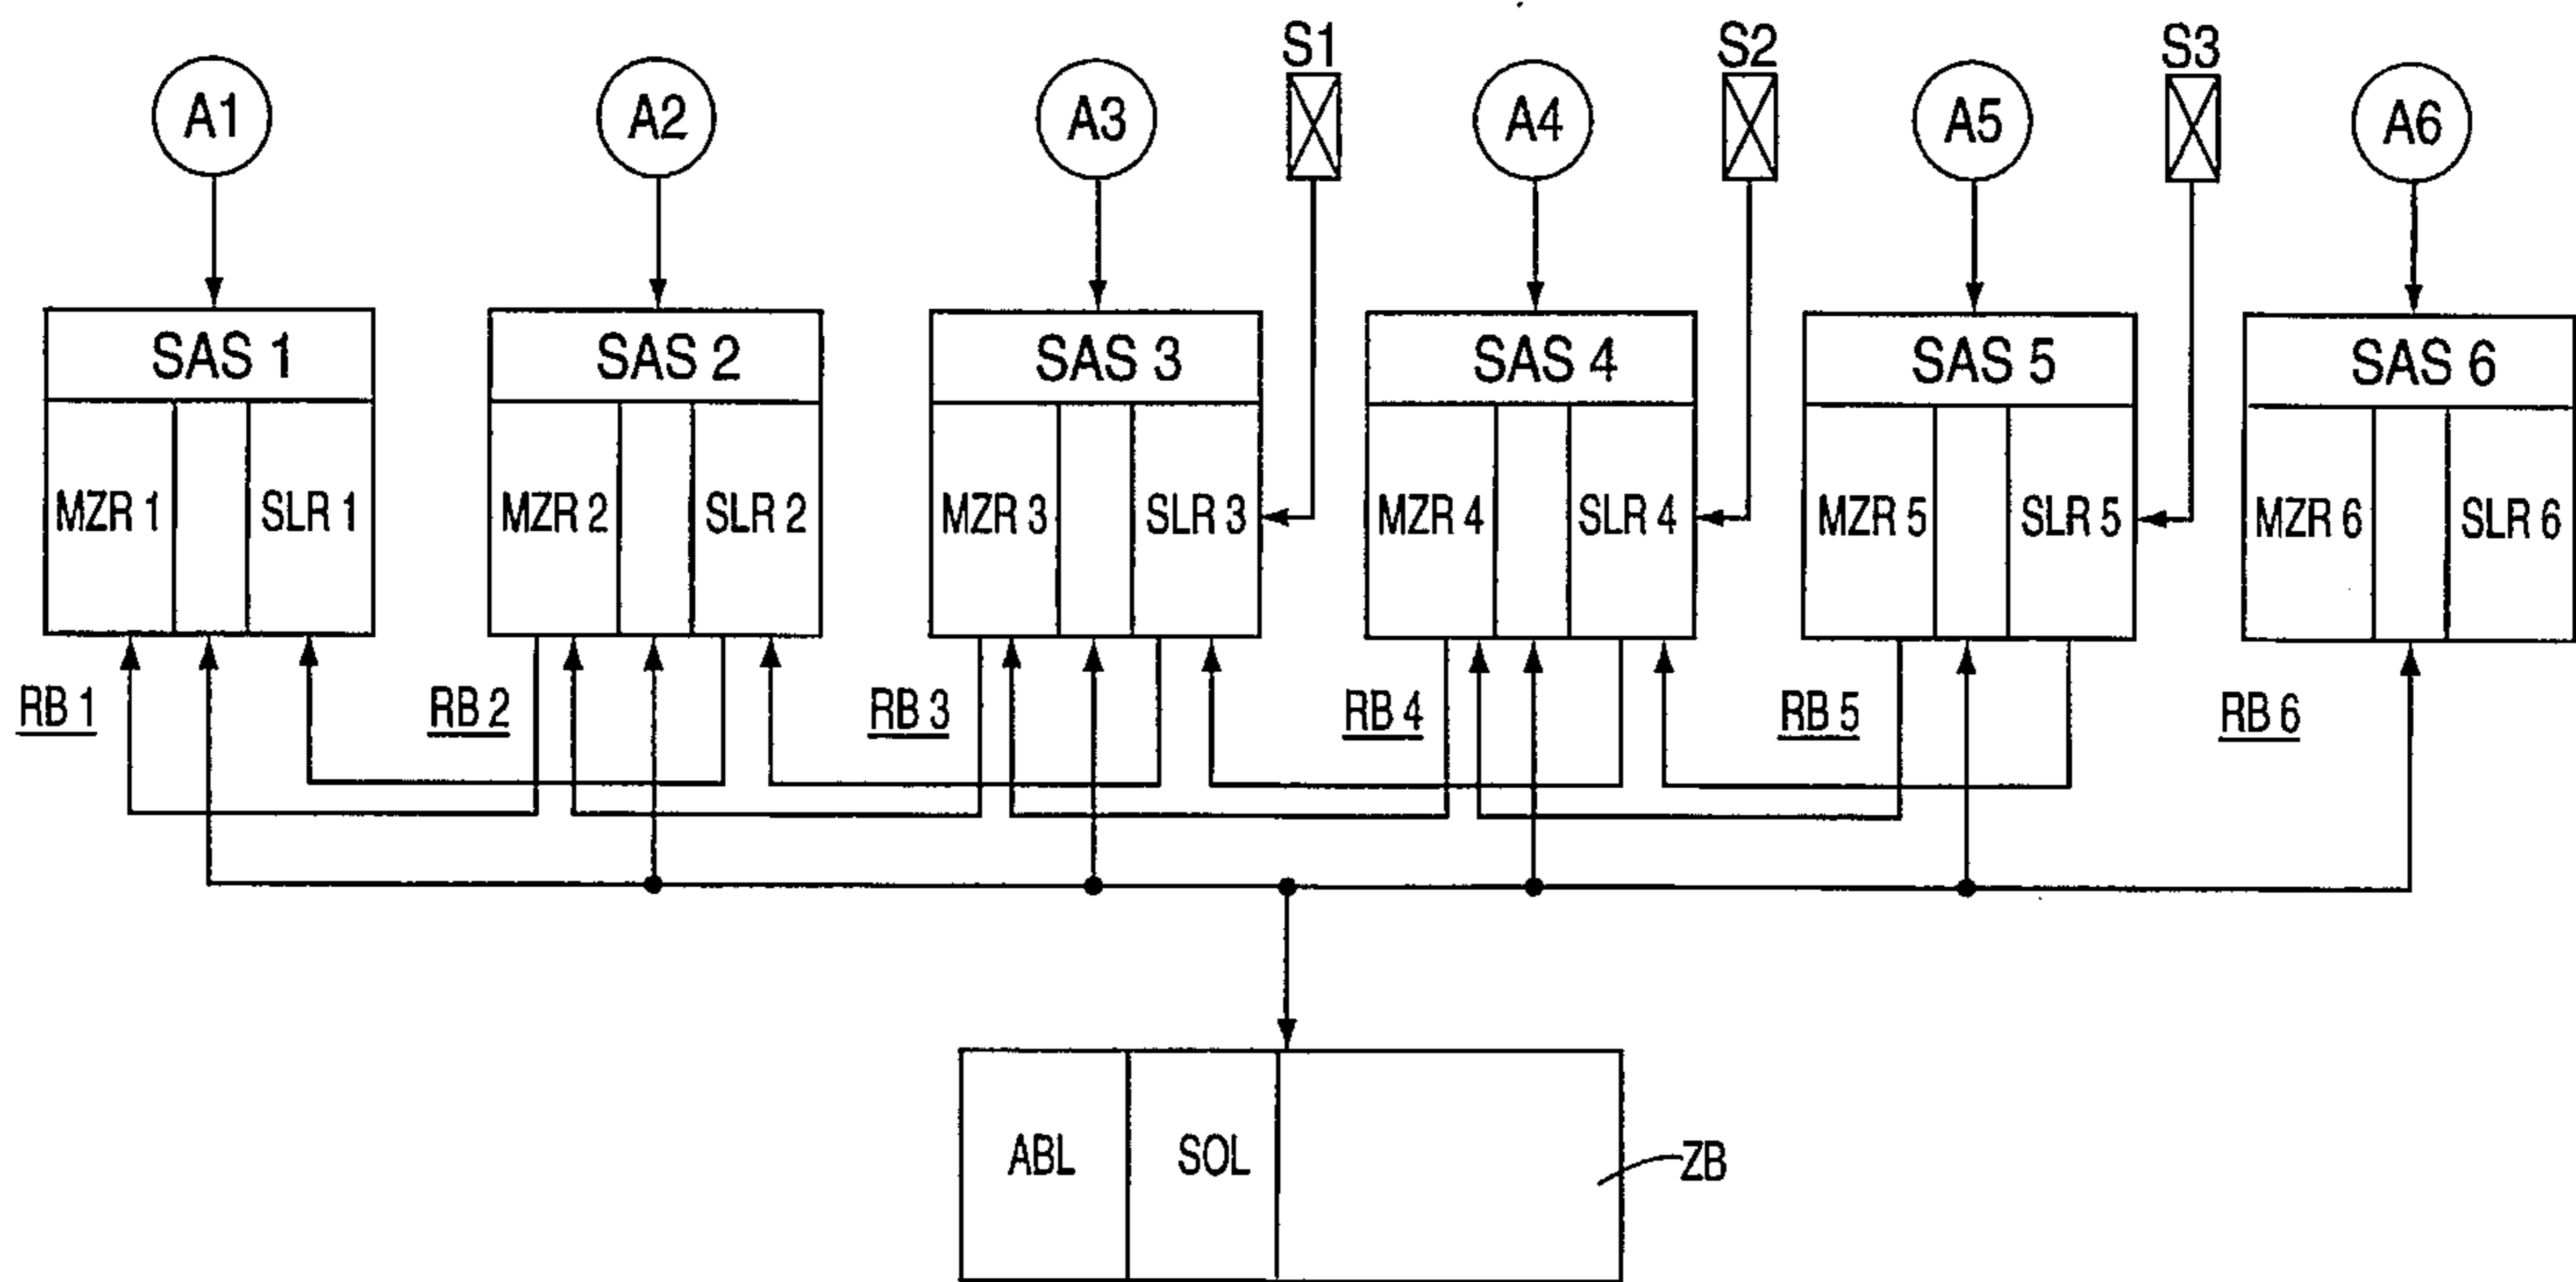 S1 S2 S3
A1 A2 A3 A4 A5 A6
SAS 1 SAS 2 SAS 3 SAS 4 SAS 5 SAS 6
MZR 1 SLR 1 MZR 2 SLR 2 MZR 3 SLR 3 MZR 4 SLR 4 MZR 5 SLR 5 MZR 6 SLR 6
RB 1 RB 2 RB 3 RB 4 RB 5 RB 6
ABL SOL ZB